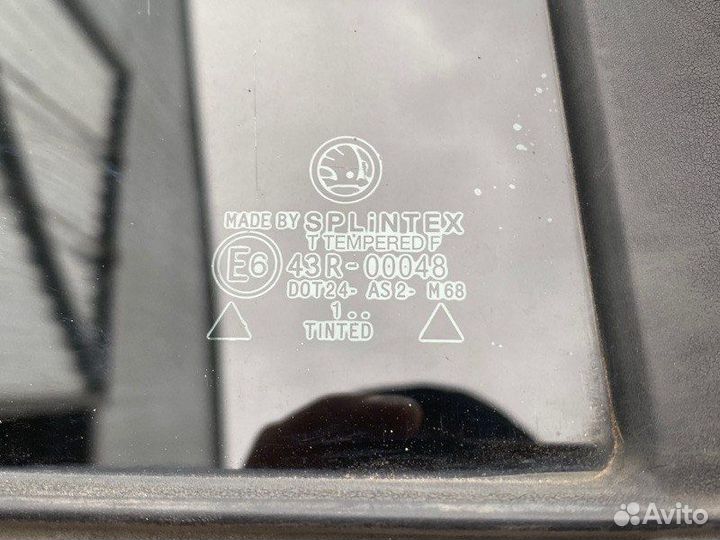 MADE BY SPLiNTEX
T TEMPERED F
E6 43R-00048
DOT24- AS2- M68
1..
TINTED
Avito